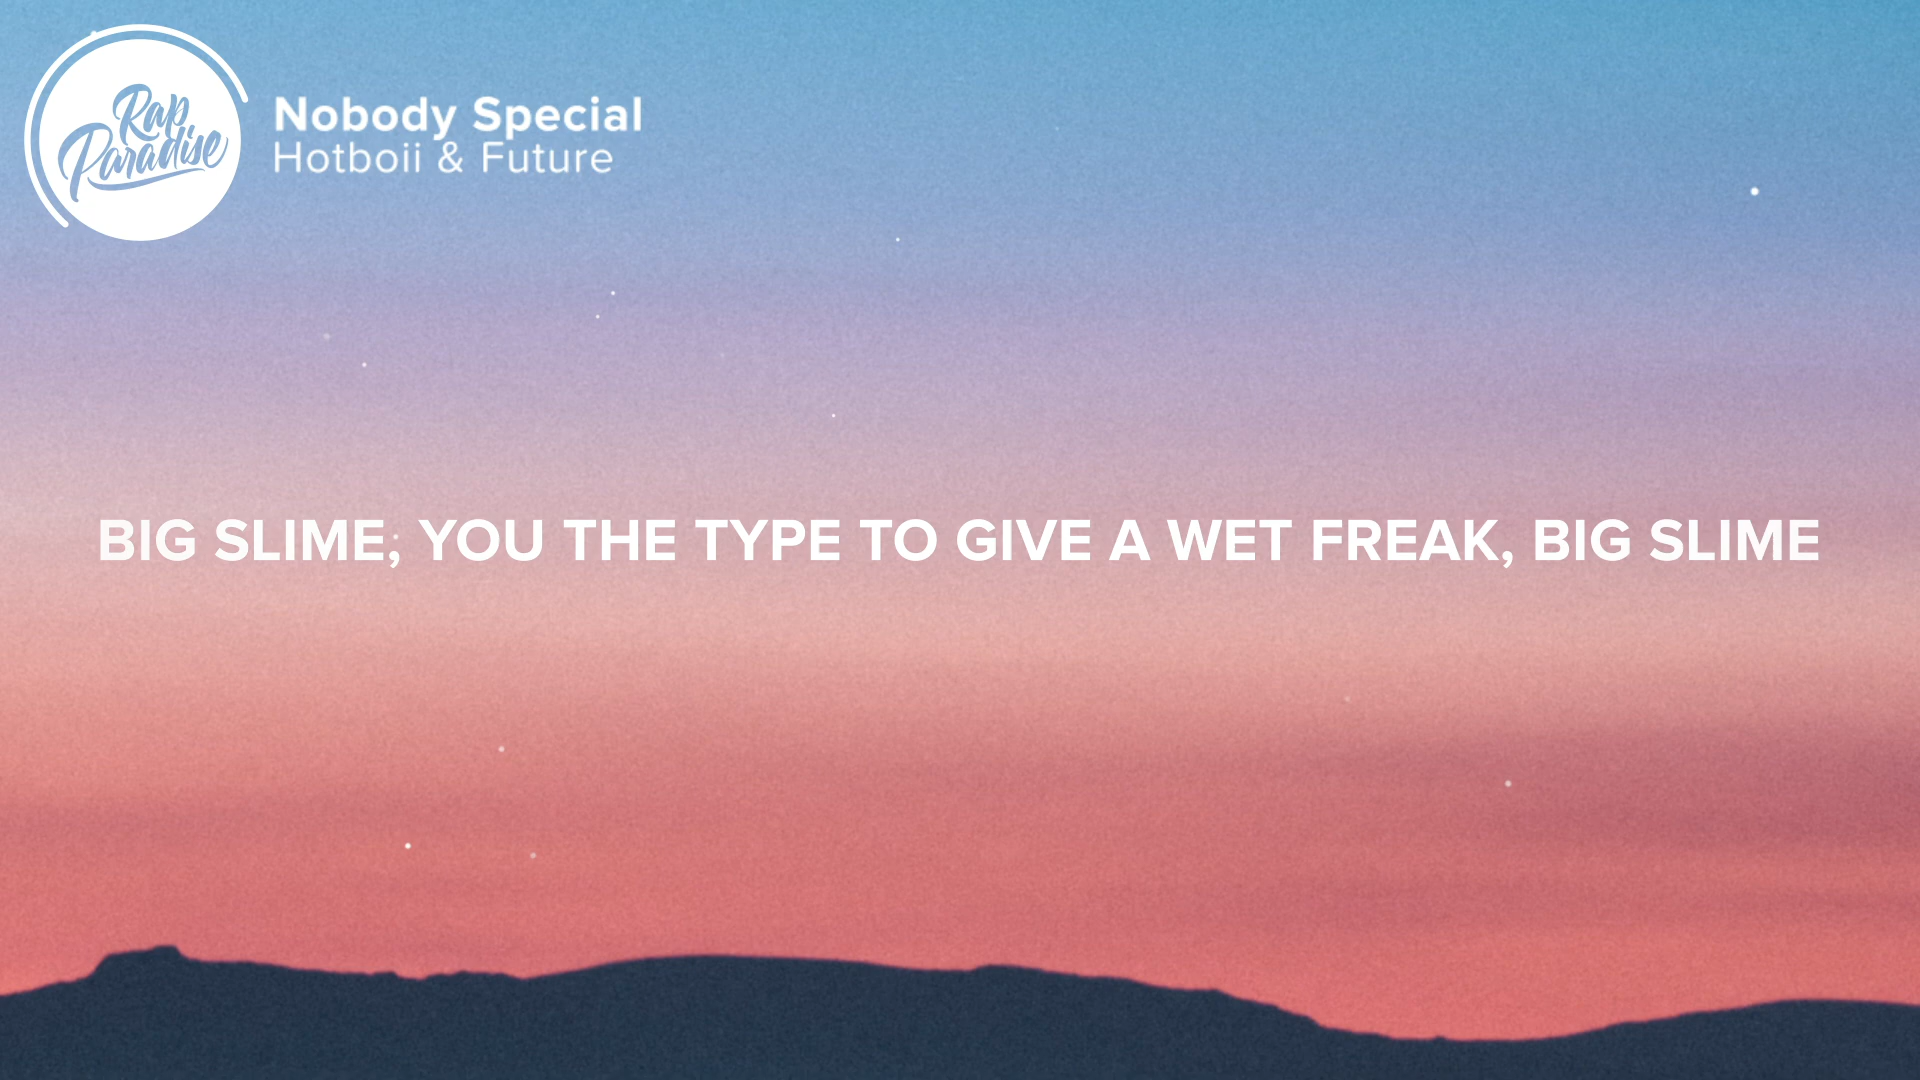 Rap
Paradise
Nobody Special
Hotboii & Future
BIG SLIME; YOU THE TYPE TO GIVE A WET FREAK, BIG SLIME